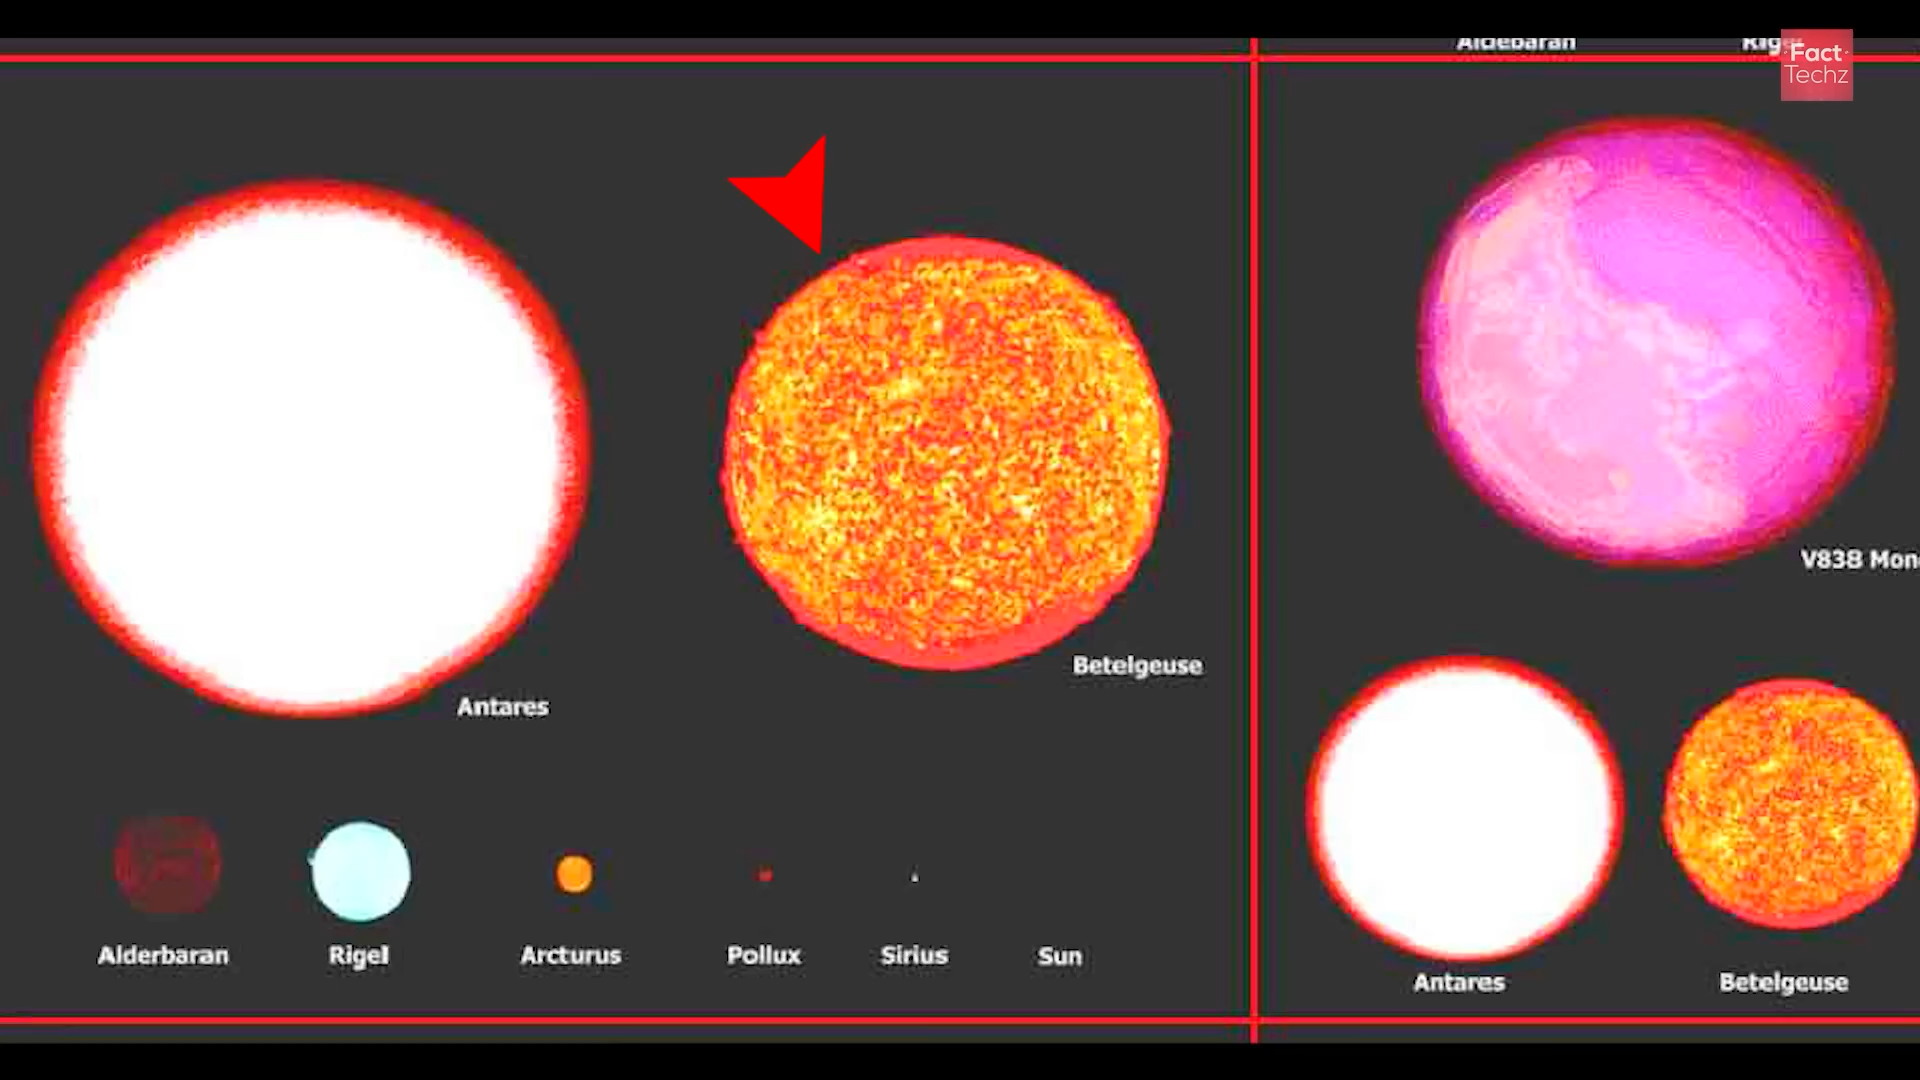 Aldebaran
Fact
Techz
Betelgeuse
Antares
Alderbaran
Rigel
Arcturus
Pollux
Sirius
Sun
V838 Mon
Antares
Betelgeuse